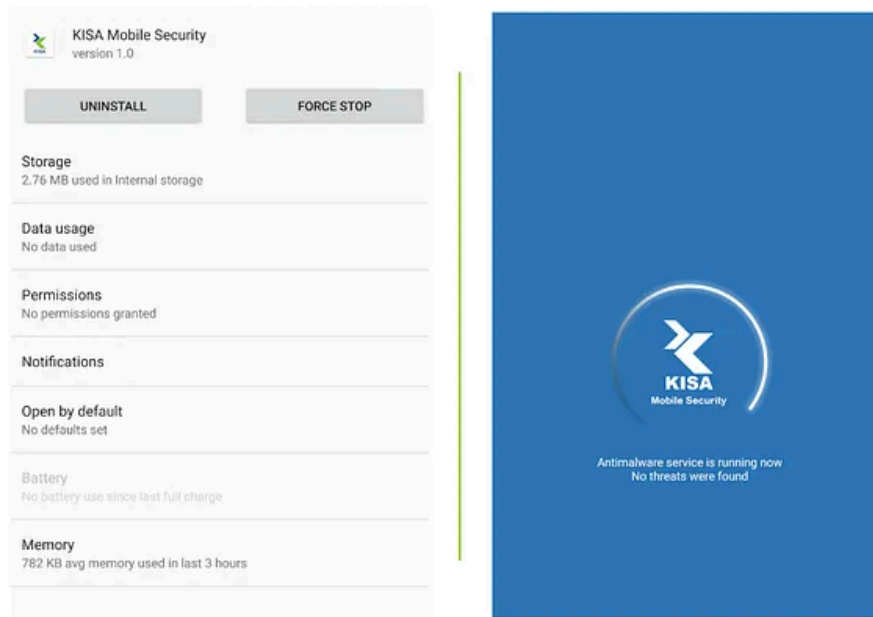 KISA Mobile Security
version 1.0
UNINSTALL
FORCE STOP
Storage
2.76 MB used in Internal storage
Data usage
No data used
Permissions
No permissions granted
Notifications
Open by default
No defaults set
Battery
No battery use since last full charge
Memory
782 KB avg memory used in last 3 hours
KISA
Mobile Security
Antimalware service is running now
No threats were found